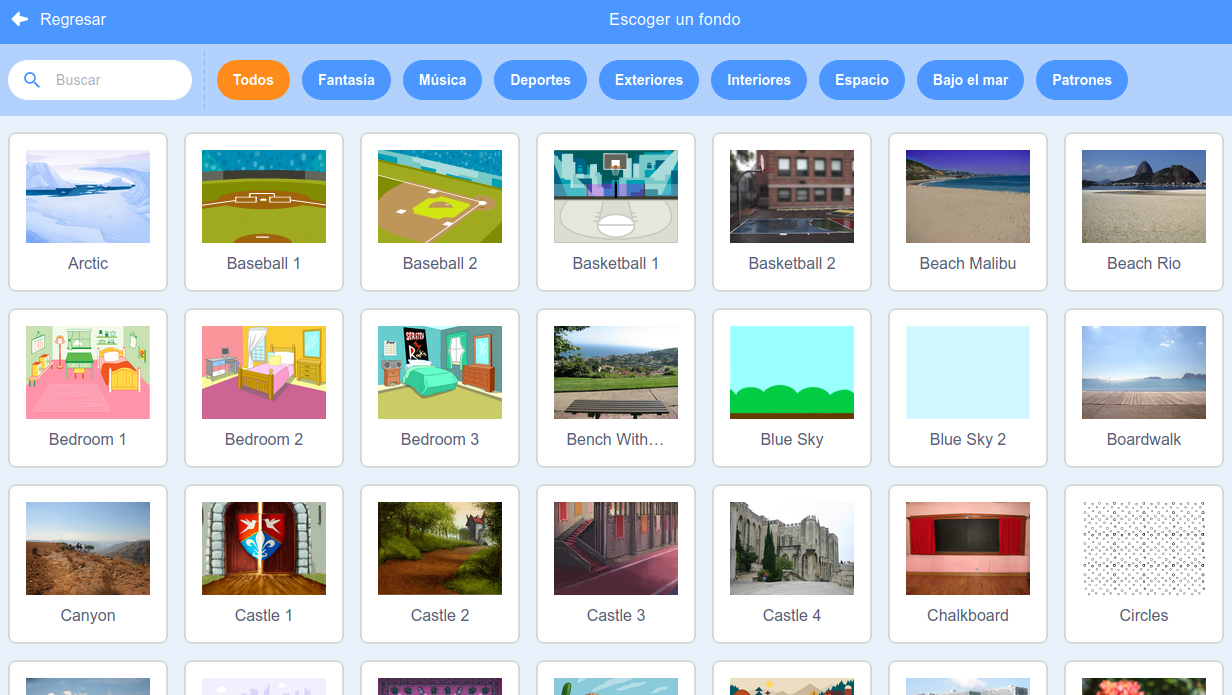 Regresar
Escoger un fondo
Buscar
Todos
Fantasía
Música
Deportes
Exteriores
Interiores
Espacio
Bajo el mar
Patrones
Arctic
Baseball 1
Baseball 2
Basketball 1
Basketball 2
Beach Malibu
Beach Rio
SCRATCH
Bedroom 1
Bedroom 2
Bedroom 3
Bench With…
Blue Sky
Blue Sky 2
Boardwalk
Canyon
Castle 1
Castle 2
Castle 3
Castle 4
Chalkboard
Circles